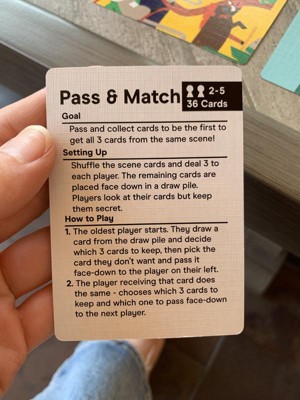 Pass & Match
2-5
36 Cards
Goal
Pass and collect cards to be the first to
get all 3 cards from the same scene!
Setting Up
Shuffle the scene cards and deal 3 to
each player. The remaining cards are
placed face down in a draw pile.
Players look at their cards but keep
them secret.
How to Play
1. The oldest player starts. They draw a
card from the draw pile and decide
which 3 cards to keep, then pick the
card they don't want and pass it
face-down to the player on their left.
2. The player receiving that card does
the same - chooses which 3 cards to
keep and which one to pass face-down
to the next player.